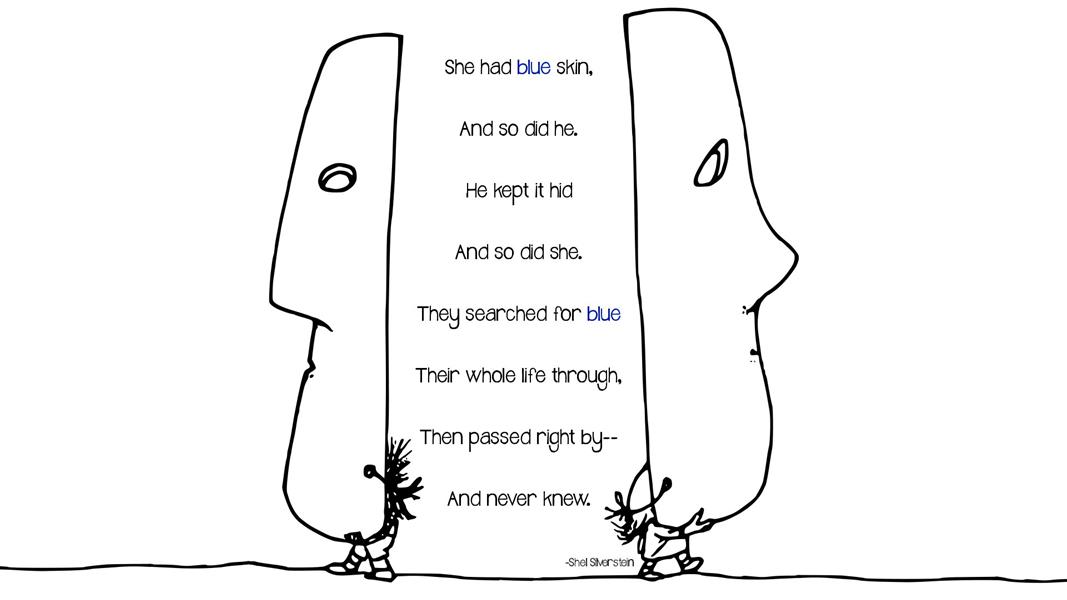 She had blue skin,
And so did he.
He kept it hid
And so did she.
They searched for blue
Their whole life through,
Then passed right by--
And never knew.
-Shel Silverstein